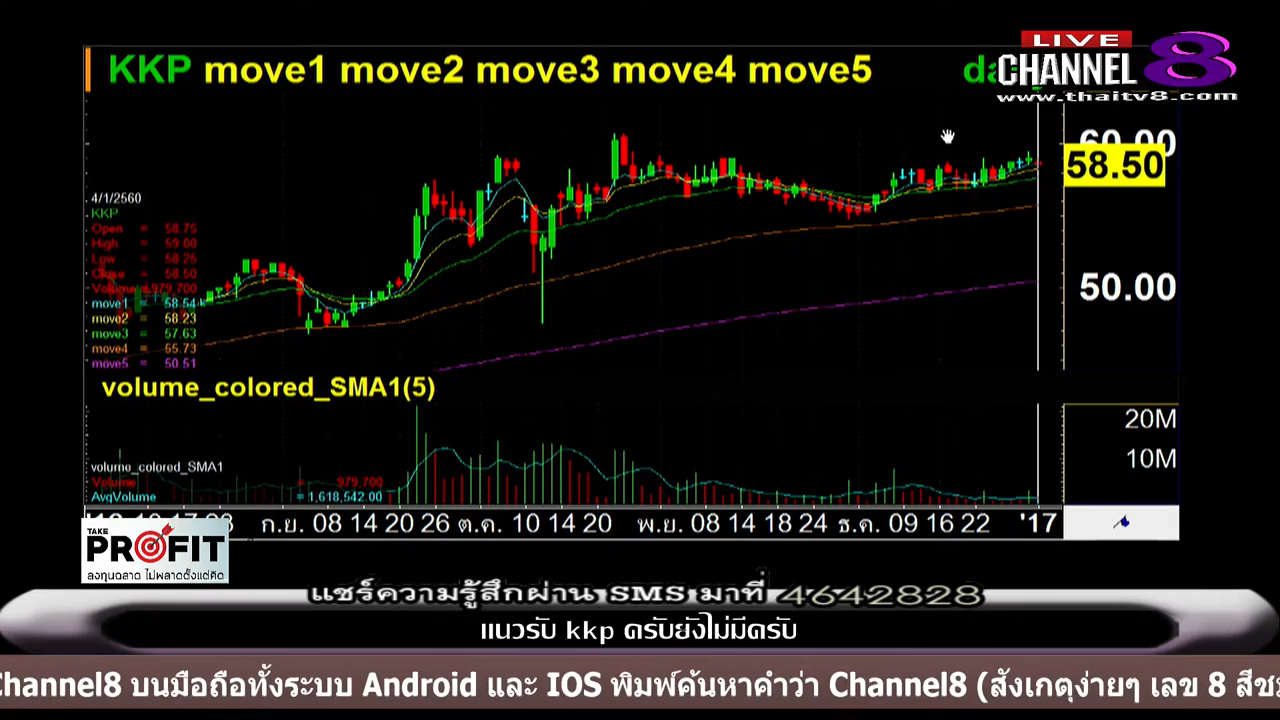 KKP move1 move2 move3 move4 move5
LIVE
CHANNEL 8
www.thaitv8.com
60.00
58.50
50.00
4/1/2560
KKP
Open = 58.75
High = 59.00
Low = 58.25
Close = 58.50
Volume = 979,700
move1 = 58.54
move2 = 58.23
move3 = 57.63
move4 = 55.73
move5 = 50.51
volume_colored_SMA1(5)
20M
10M
volume_colored_SMA1
Volume = 979,700
AvgVolume = 1,618,542.00
ก.ย. 08 14 20 26 ต.ค. 10 14 20 พ.ย. 08 14 18 24 ธ.ค. 09 16 22 '17
TAKE
PROFIT
ลงทุนฉลาด ไม่พลาดตั้งแต่คิด
แชร์ความรู้สึกผ่าน SMS มาที่ 4642828
แนวรับ kkp ครับยังไม่มีครับ
Channel8 บนมือถือทั้งระบบ Android และ IOS พิมพ์ค้นหาคำว่า Channel8 (สังเกตุง่ายๆ เลข 8